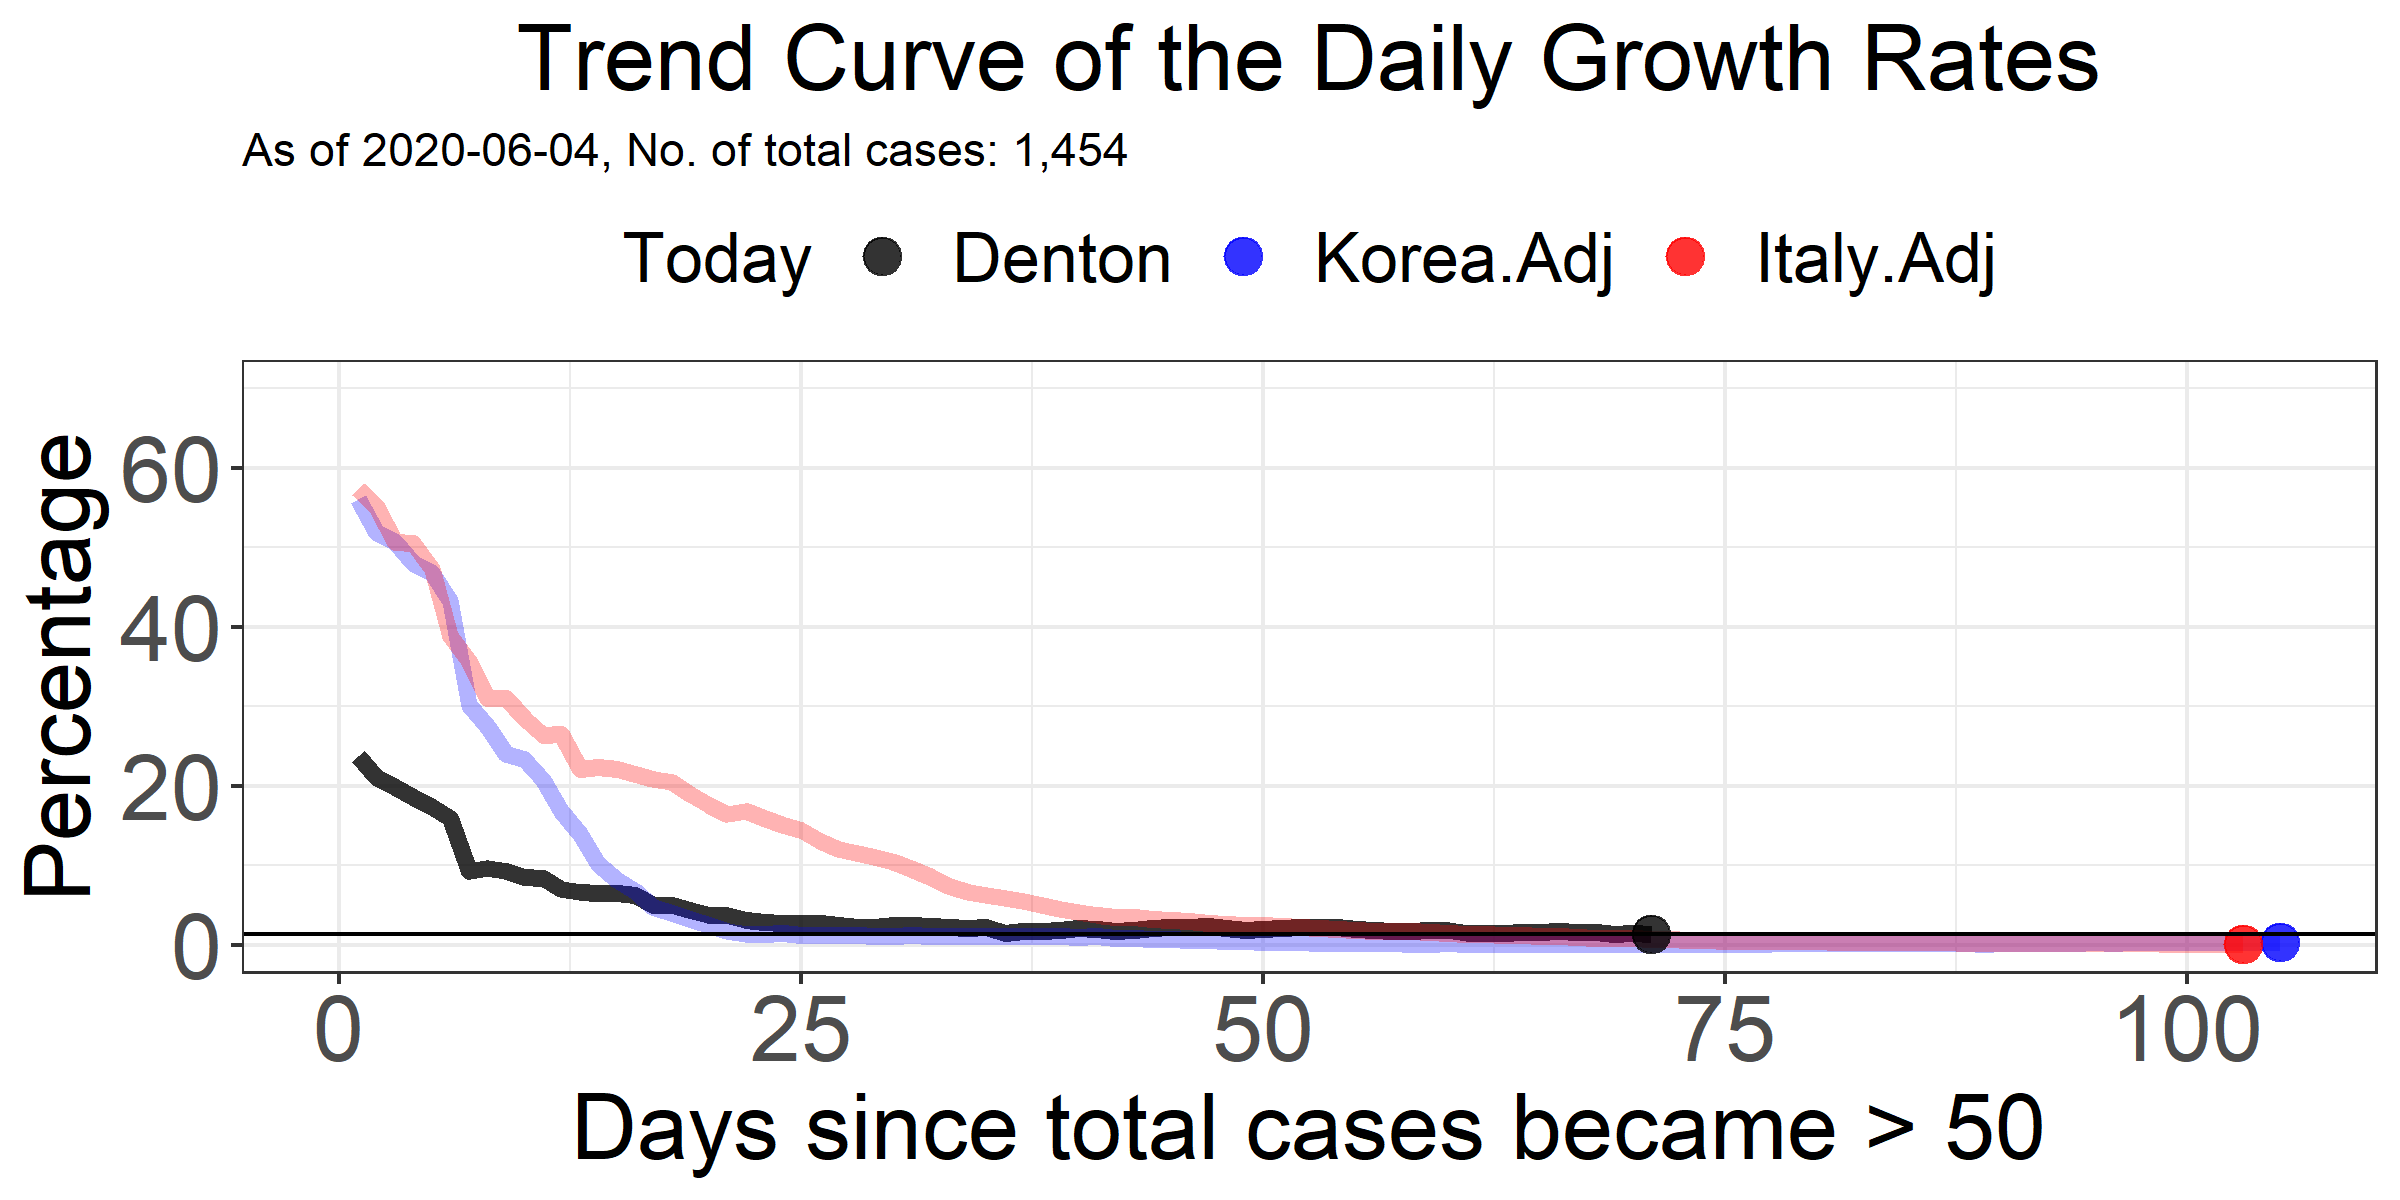 Trend Curve of the Daily Growth Rates
As of 2020-06-04, No. of total cases: 1,454
Today Denton Korea.Adj Italy.Adj
Percentage
60
40
20
0
0 25 50 75 100
Days since total cases became > 50